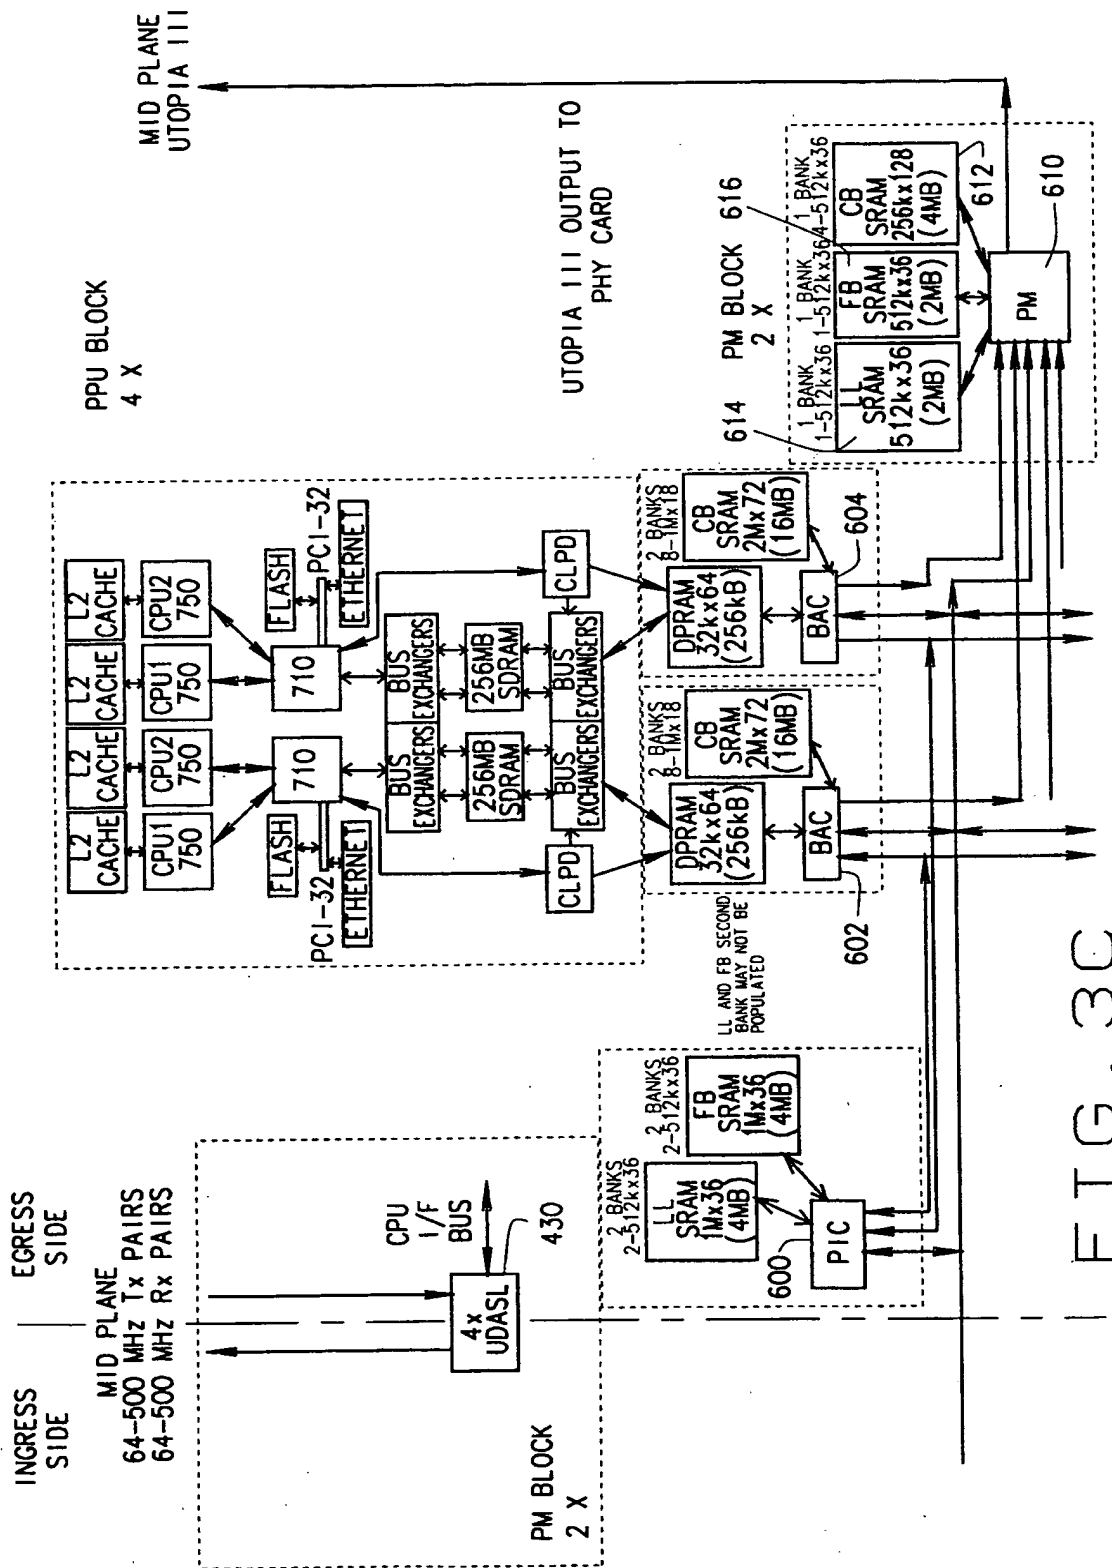 INGRESS
SIDE
EGRESS
SIDE
MID PLANE
64-500 MHz Tx PAIRS
64-500 MHz Rx PAIRS
4x
UDASL
CPU
I/F
BUS
430
PM BLOCK
2 X
2 BANKS
2-512kx36
LL
SRAM
1Mx36
(4MB)
2 BANKS
2-512kx36
FB
SRAM
1Mx36
(4MB)
600
PIC
LL AND FB SECOND
BANK MAY NOT BE
POPULATED
PPU BLOCK
4 X
L2
CACHE
L2
CACHE
L2
CACHE
L2
CACHE
CPU1
750
CPU2
750
CPU1
750
CPU2
750
FLASH
PCI-32
ETHERNET
710
710
FLASH
PCI-32
ETHERNET
BUS
EXCHANGERS
BUS
EXCHANGERS
256MB
SDRAM
256MB
SDRAM
CLPD
BUS
EXCHANGERS
BUS
EXCHANGERS
CLPD
DPRAM
32kx64
(256kB)
2 BANKS
8-1Mx18
CB
SRAM
2Mx72
(16MB)
BAC
602
DPRAM
32kx64
(256kB)
2 BANKS
8-1Mx18
CB
SRAM
2Mx72
(16MB)
BAC
604
MID PLANE
UTOPIA III
UTOPIA III OUTPUT TO
PHY CARD
PM BLOCK
2 X
614
616
1 BANK
1-512kx36
LL
SRAM
512kx36
(2MB)
1 BANK
1-512kx36
FB
SRAM
512kx36
(2MB)
1 BANK
4-512kx36
CB
SRAM
256kx128
(4MB)
612
PM
610
FIG. 3C